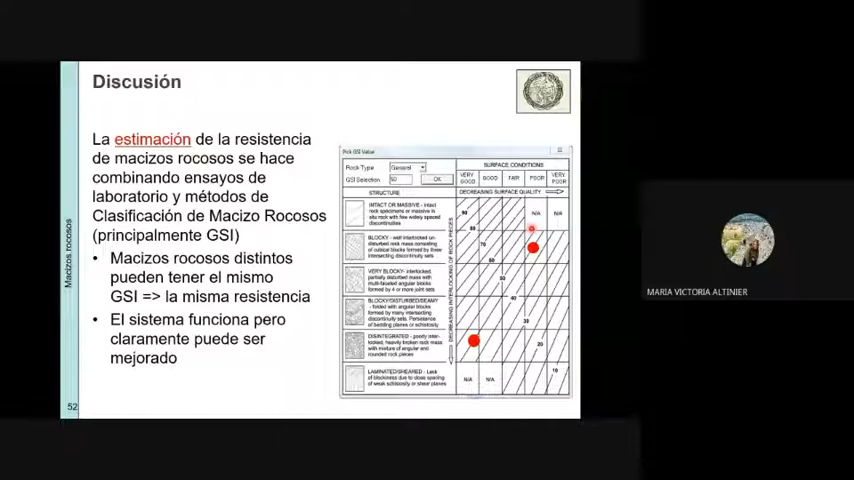 Discusión
La estimación de la resistencia
de macizos rocosos se hace
combinando ensayos de
laboratorio y métodos de
Clasificación de Macizo Rocosos
(principalmente GSI)
• Macizos rocosos distintos
pueden tener el mismo
GSI => la misma resistencia
• El sistema funciona pero
claramente puede ser
mejorado
Macizos rocosos
52
Pick GSI Value
Rock Type General
GSI Selection 50 OK
SURFACE CONDITIONS
VERY GOOD
GOOD
FAIR
POOR
VERY POOR
STRUCTURE
DECREASING SURFACE QUALITY
DECREASING INTERLOCKING OF ROCK PIECES
INTACT OR MASSIVE - intact
rock specimens or massive in
situ rock with few widely spaced
discontinuities
BLOCKY - well interlocked un-
disturbed rock mass consisting
of cubical blocks formed by three
intersecting discontinuity sets
VERY BLOCKY- interlocked,
partially disturbed mass with
multi-faceted angular blocks
formed by 4 or more joint sets
BLOCKY/DISTURBED/SEAMY
- folded with angular blocks
formed by many intersecting
discontinuity sets. Persistence
of bedding planes or schistosity
DISINTEGRATED - poorly inter-
locked, heavily broken rock mass
with mixture of angular and
rounded rock pieces
LAMINATED/SHEARED - Lack
of blockiness due to close spacing
of weak schistosity or shear planes
90
80
70
60
50
40
30
20
10
N/A
N/A
N/A
N/A
MARIA VICTORIA ALTINIER